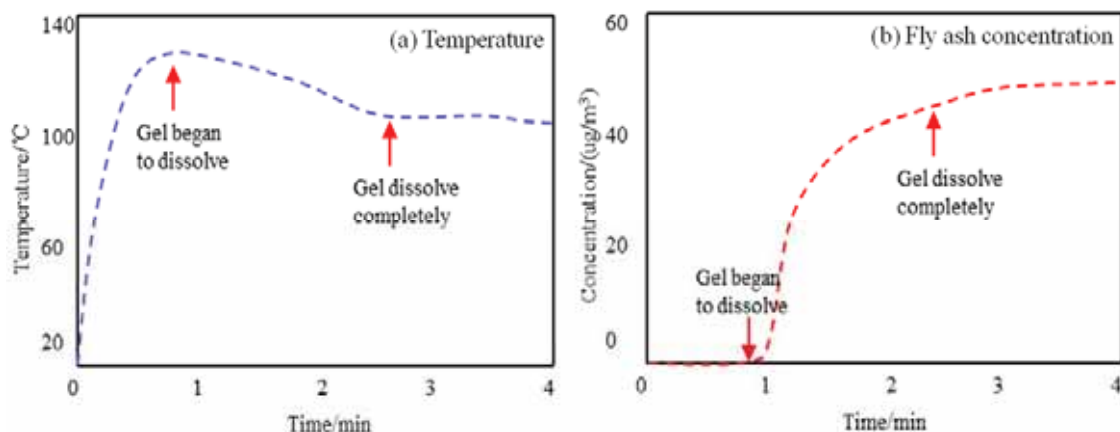 140
(a) Temperature
Gel began
to dissolve
100
Gel dissolve
completely
60
20
Temperature/℃
0 1 2 3 4
Time/min
60
(b) Fly ash concentration
40
Gel dissolve
completely
20
Gel began
to dissolve
0
Concentration/(ug/m³)
0 1 2 3 4
Time/min